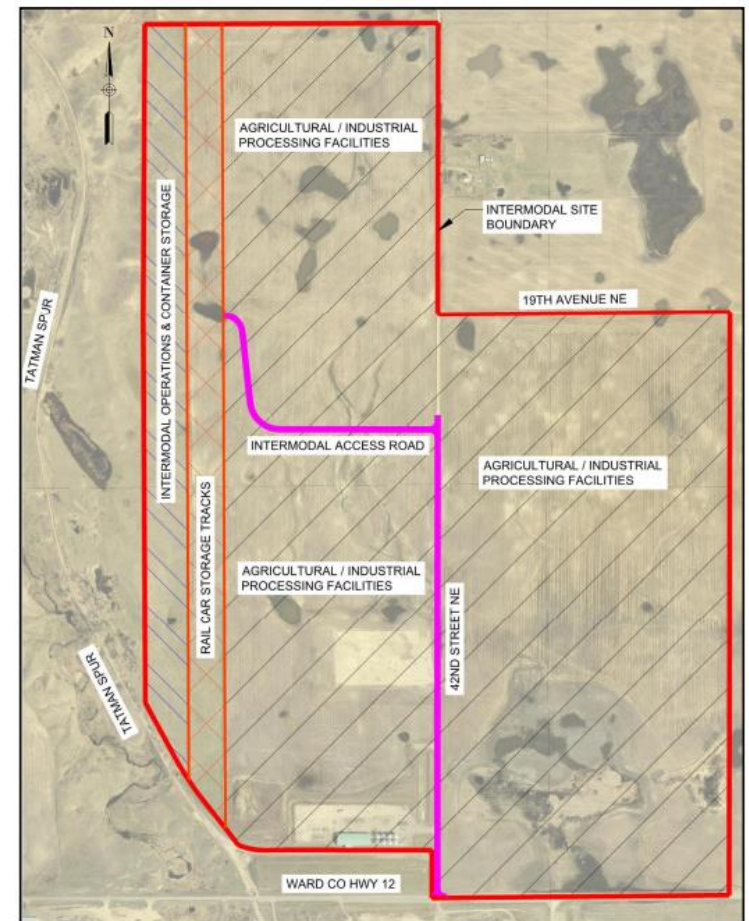 N
AGRICULTURAL / INDUSTRIAL
PROCESSING FACILITIES
INTERMODAL SITE
BOUNDARY
19TH AVENUE NE
INTERMODAL OPERATIONS & CONTAINER STORAGE
TATMAN SPUR
INTERMODAL ACCESS ROAD
AGRICULTURAL / INDUSTRIAL
PROCESSING FACILITIES
RAIL CAR STORAGE TRACKS
AGRICULTURAL / INDUSTRIAL
PROCESSING FACILITIES
42ND STREET NE
TATMAN SPUR
WARD CO HWY 12